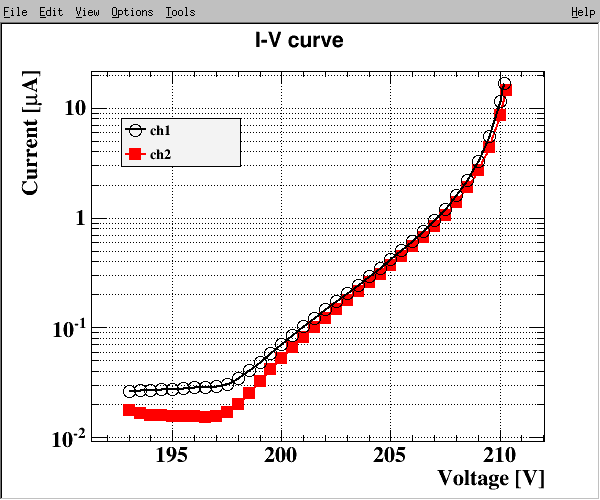 File Edit View Options Tools Help
I-V curve
Current [μA]
10
1
10⁻¹
10⁻²
ch1
ch2
195 200 205 210
Voltage [V]